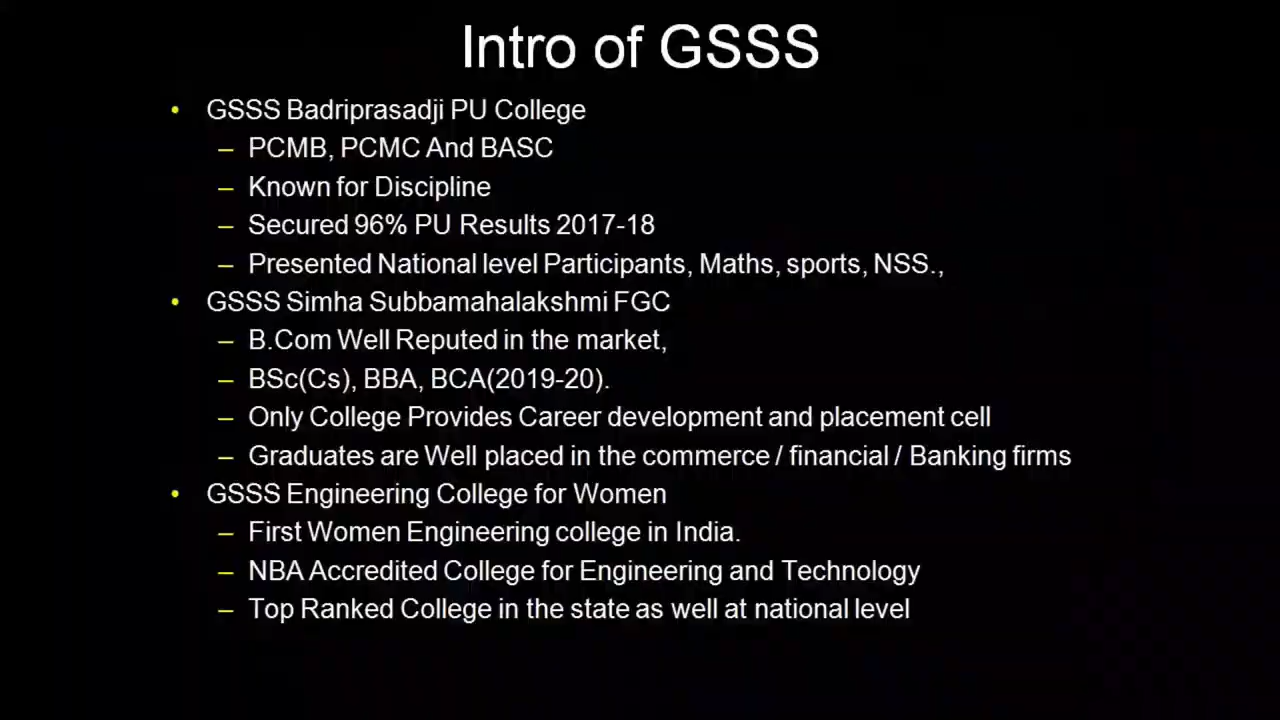 Intro of GSSS
• GSSS Badriprasadji PU College
– PCMB, PCMC And BASC
– Known for Discipline
– Secured 96% PU Results 2017-18
– Presented National level Participants, Maths, sports, NSS.,
• GSSS Simha Subbamahalakshmi FGC
– B.Com Well Reputed in the market,
– BSc(Cs), BBA, BCA(2019-20).
– Only College Provides Career development and placement cell
– Graduates are Well placed in the commerce / financial / Banking firms
• GSSS Engineering College for Women
– First Women Engineering college in India.
– NBA Accredited College for Engineering and Technology
– Top Ranked College in the state as well at national level